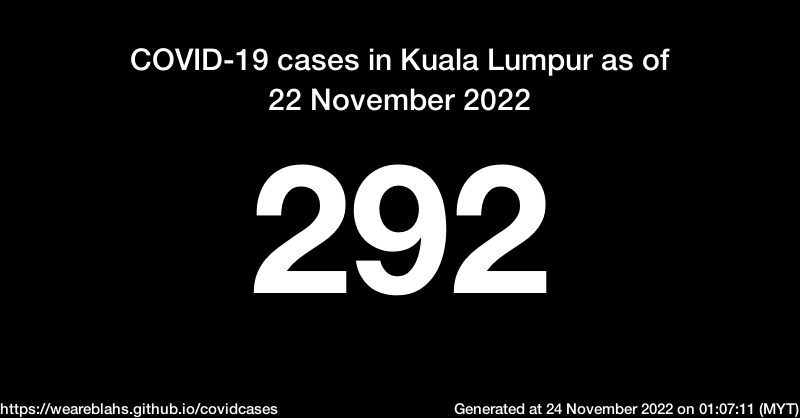 COVID-19 cases in Kuala Lumpur as of
22 November 2022
292
https://weareblahs.github.io/covidcases
Generated at 24 November 2022 on 01:07:11 (MYT)